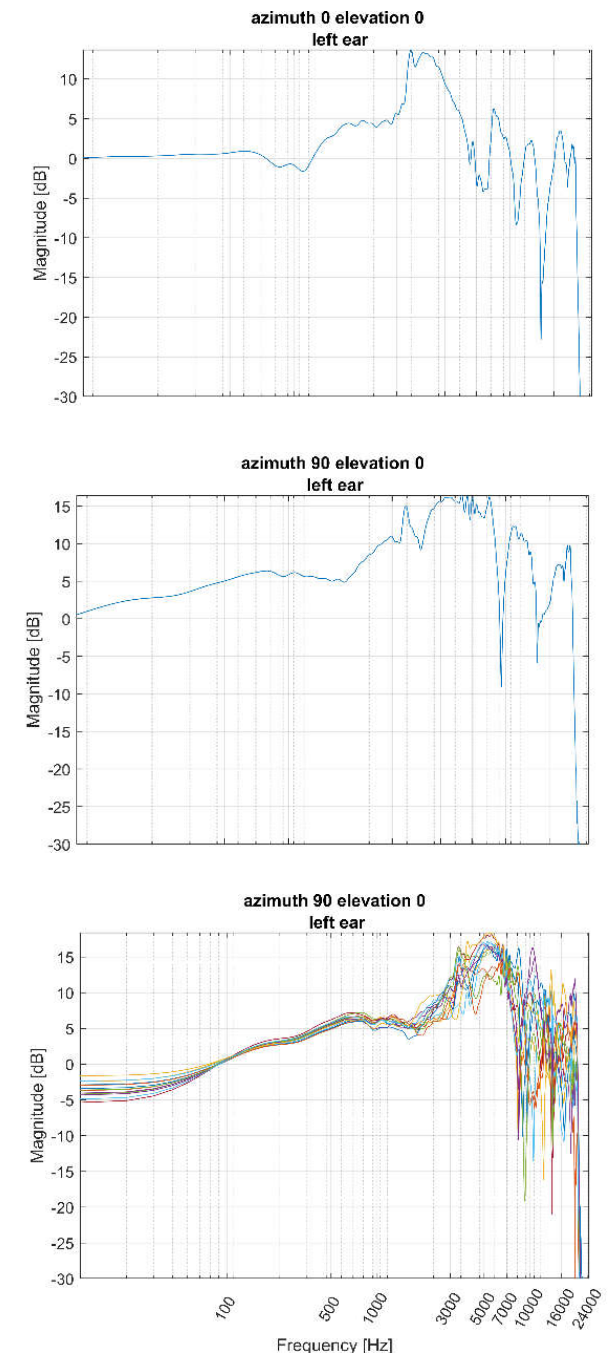 azimuth 0 elevation 0
left ear
10
5
0
-5
-10
-15
-20
-25
-30
Magnitude [dB]
azimuth 90 elevation 0
left ear
15
10
5
0
-5
-10
-15
-20
-25
-30
Magnitude [dB]
azimuth 90 elevation 0
left ear
15
10
5
0
-5
-10
-15
-20
-25
-30
Magnitude [dB]
100 500 1000 3000 5000 7000 10000 16000 24000
Frequency [Hz]